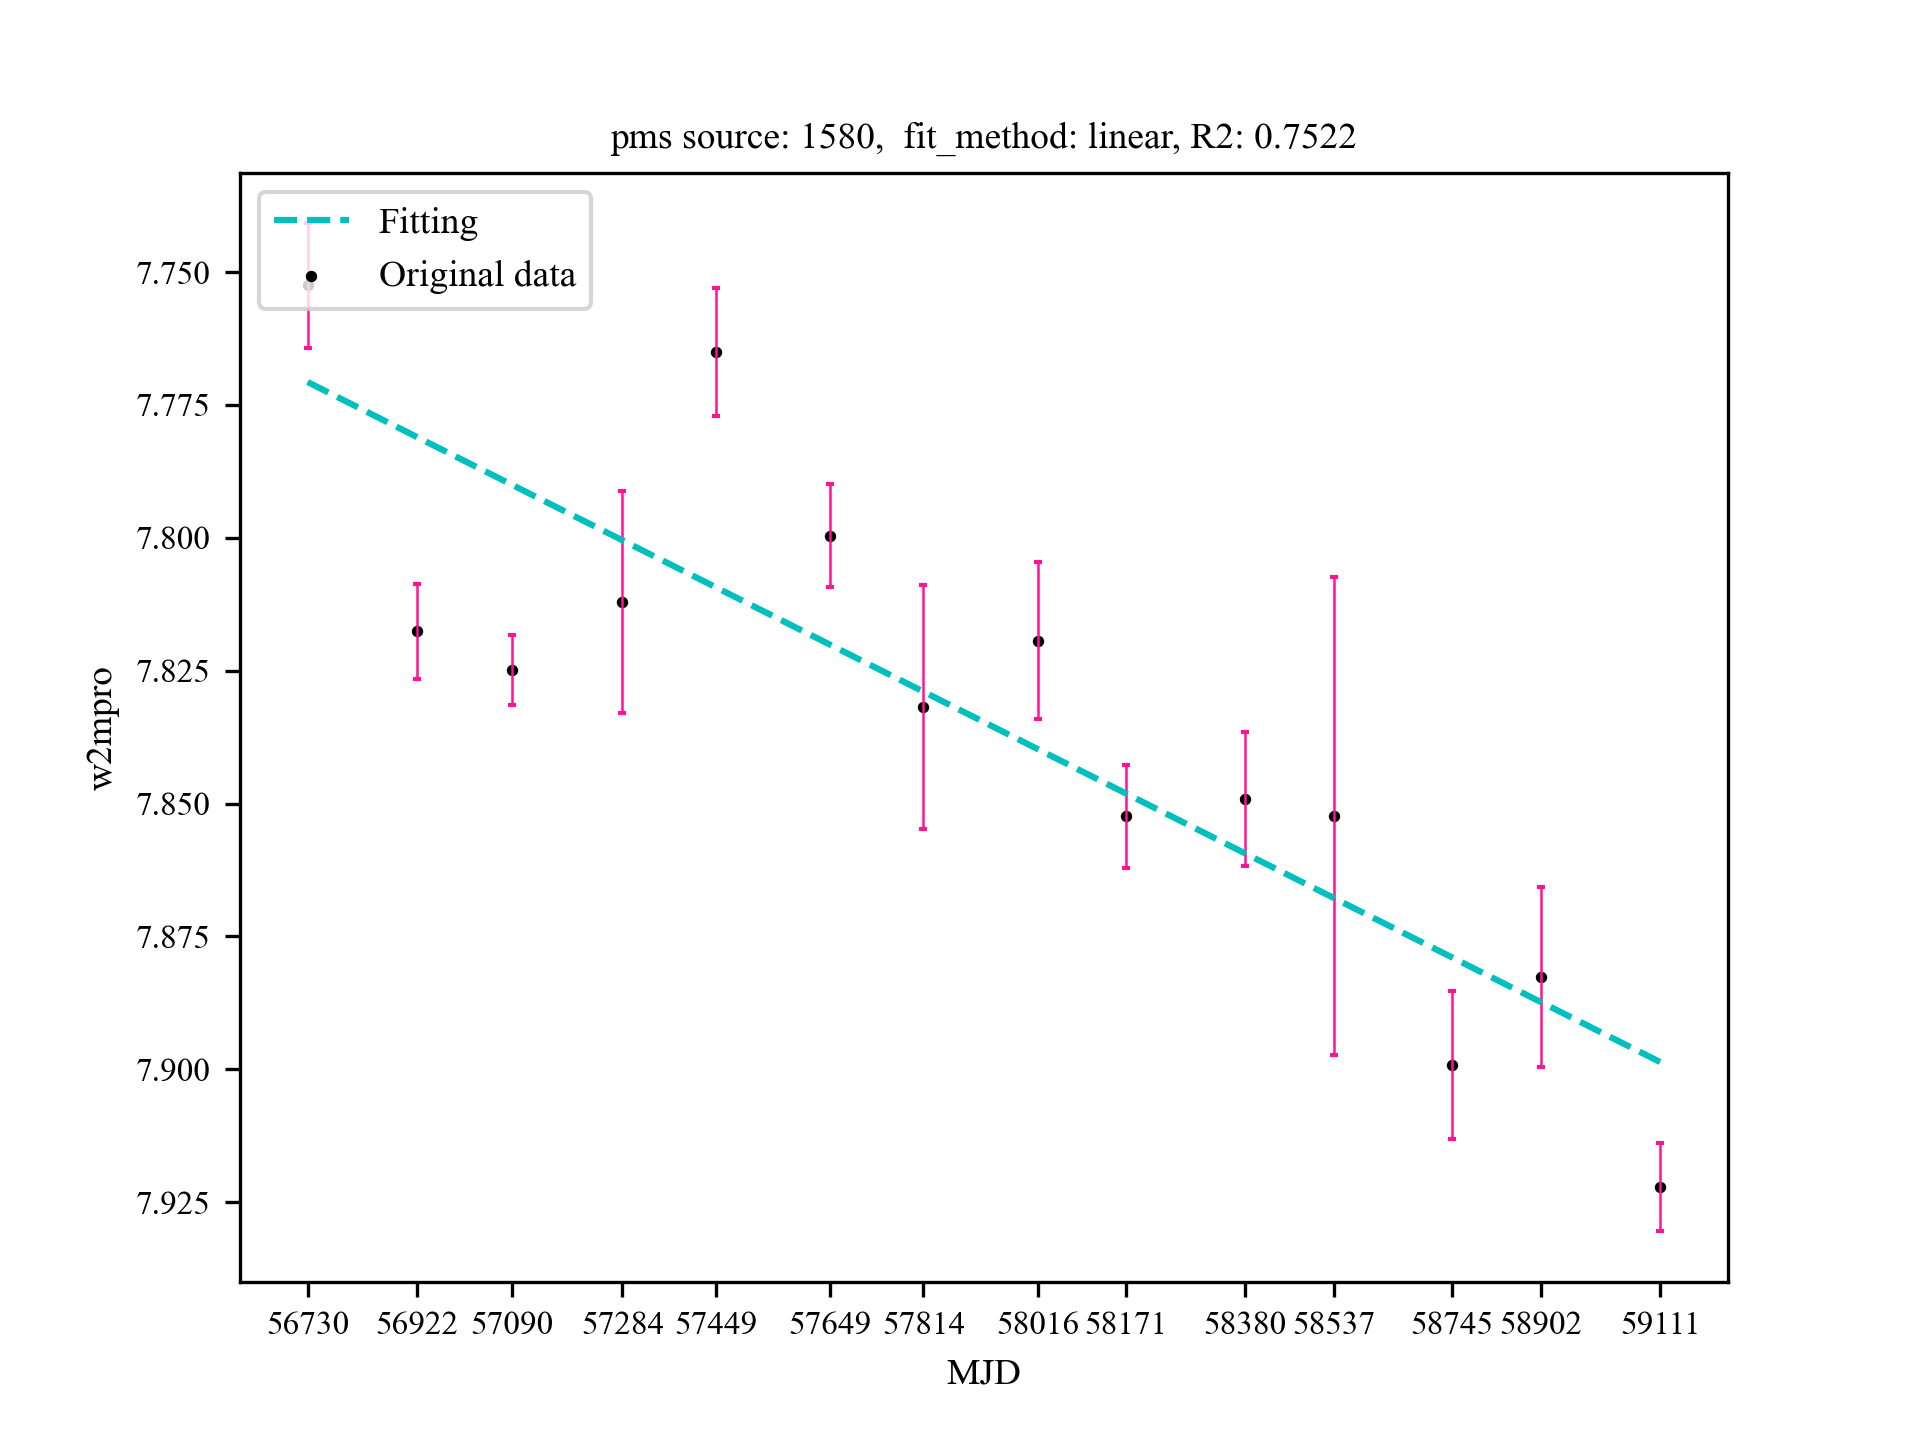 pms source: 1580,  fit_method: linear, R2: 0.7522
Fitting
Original data
7.750
7.775
7.800
7.825
7.850
7.875
7.900
7.925
w2mpro
56730 56922 57090 57284 57449 57649 57814 58016 58171 58380 58537 58745 58902 59111
MJD